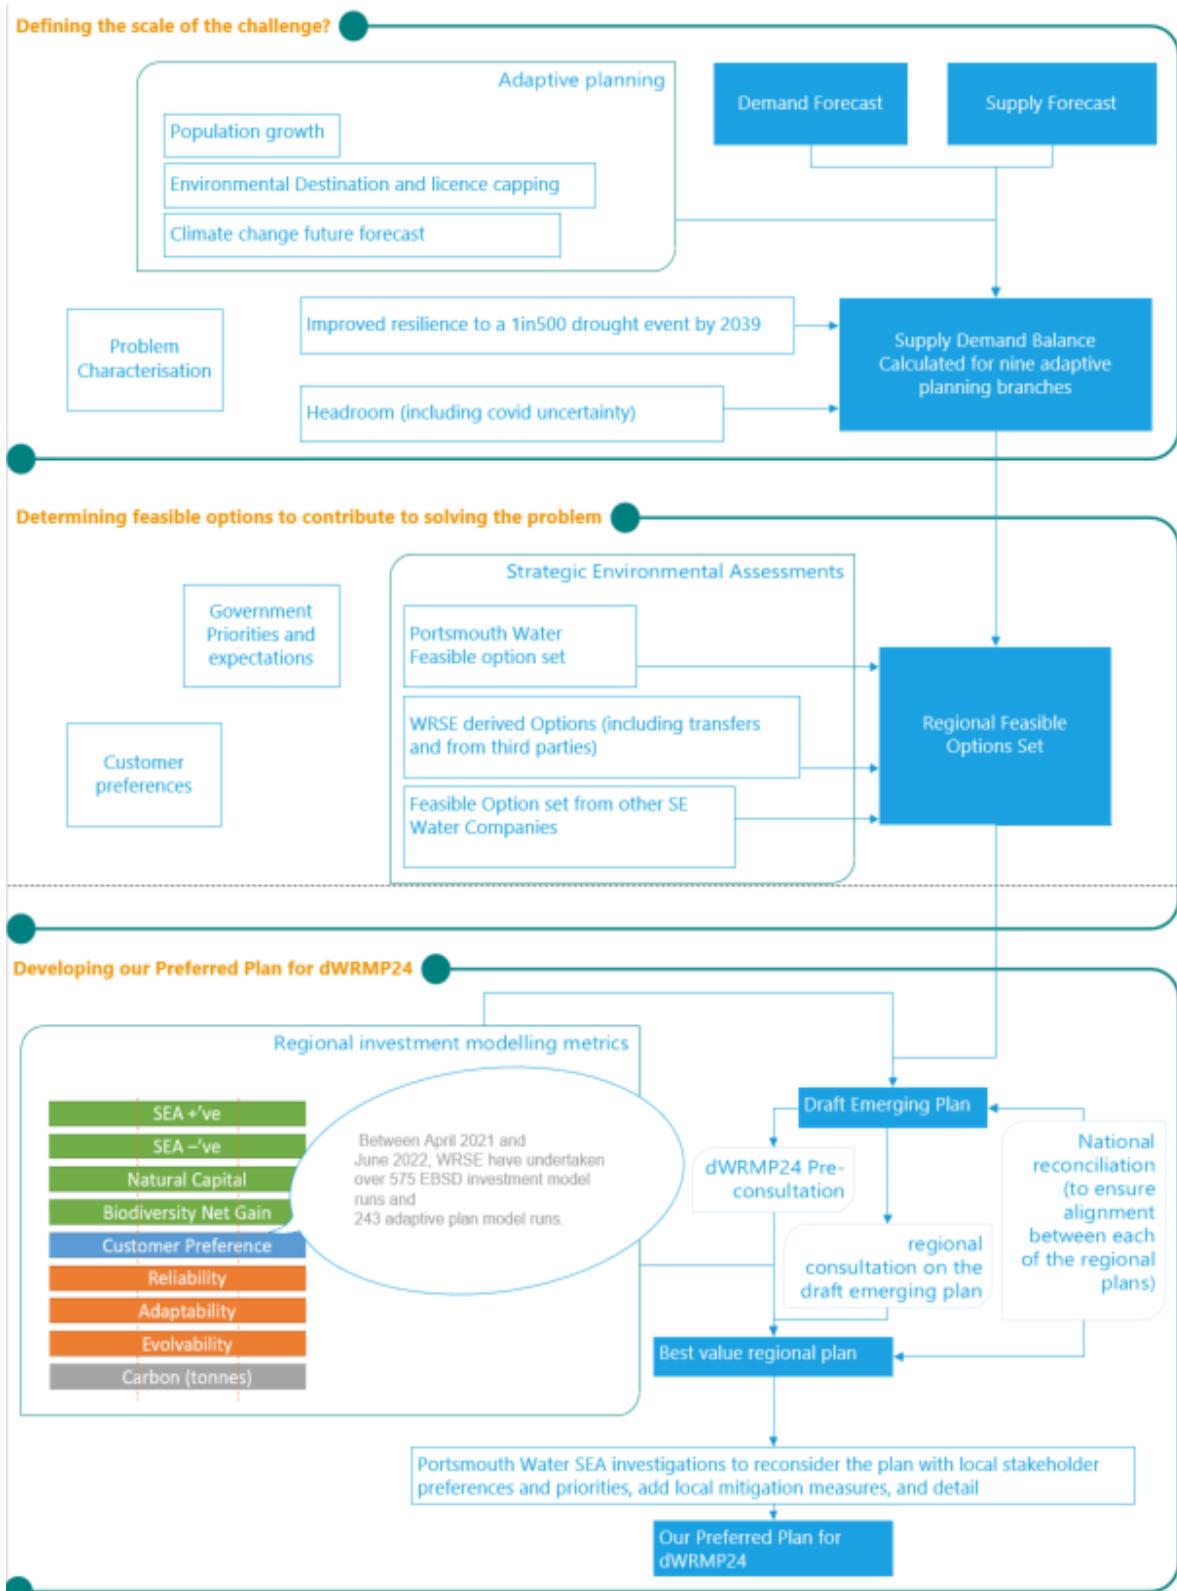 Defining the scale of the challenge?
Adaptive planning
Population growth
Environmental Destination and licence capping
Climate change future forecast
Demand Forecast
Supply Forecast
Problem
Characterisation
Improved resilience to a 1in500 drought event by 2039
Headroom (including covid uncertainty)
Supply Demand Balance
Calculated for nine adaptive
planning branches
Determining feasible options to contribute to solving the problem
Strategic Environmental Assessments
Government
Priorities and
expectations
Customer
preferences
Portsmouth Water
Feasible option set
WRSE derived Options (including transfers
and from third parties)
Feasible Option set from other SE
Water Companies
Regional Feasible
Options Set
Developing our Preferred Plan for dWRMP24
Regional investment modelling metrics
SEA +'ve
SEA –'ve
Natural Capital
Biodiversity Net Gain
Customer Preference
Reliability
Adaptability
Evolvability
Carbon (tonnes)
Between April 2021 and
June 2022, WRSE have undertaken
over 575 EBSD investment model
runs and
243 adaptive plan model runs.
Draft Emerging Plan
dWRMP24 Pre-
consultation
regional
consultation on the
draft emerging plan
National
reconciliation
(to ensure
alignment
between each
of the regional
plans)
Best value regional plan
Portsmouth Water SEA investigations to reconsider the plan with local stakeholder
preferences and priorities, add local mitigation measures, and detail
Our Preferred Plan for
dWRMP24